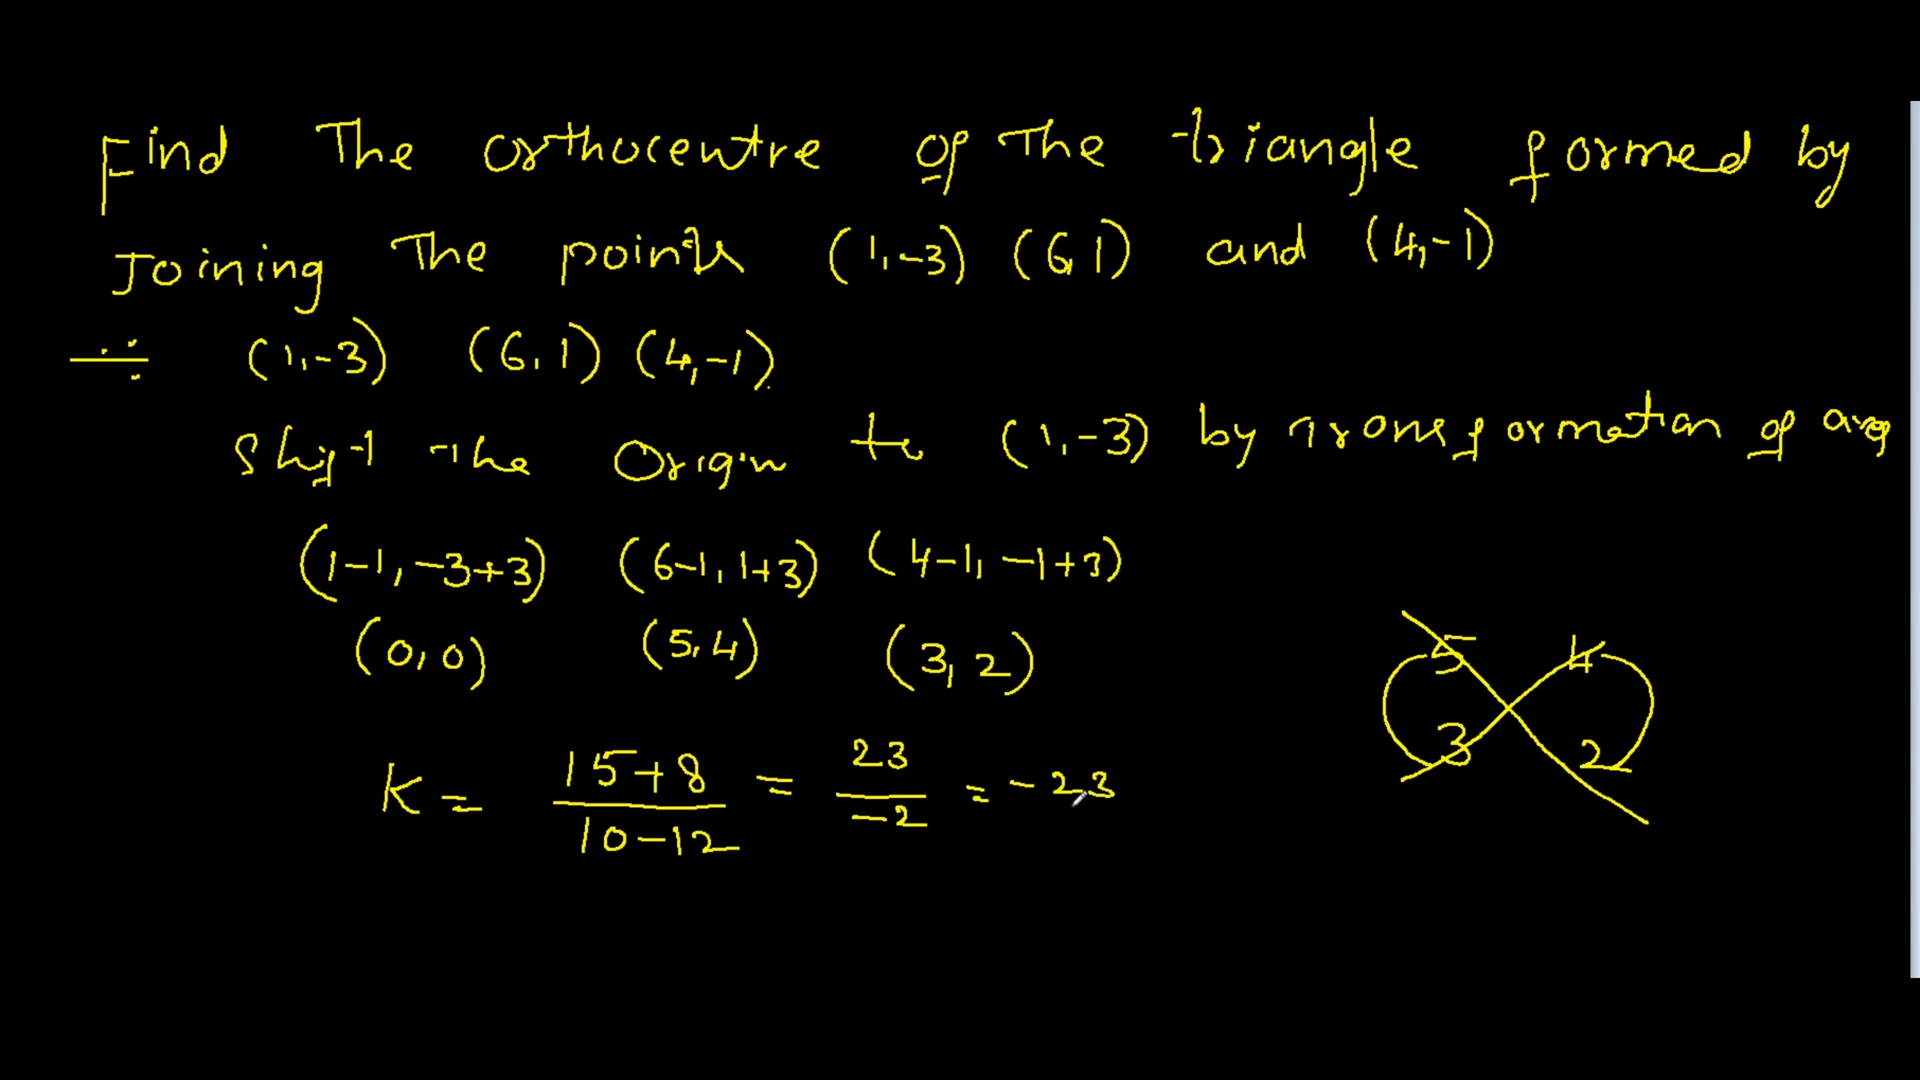 Find The orthocentre of The triangle formed by
Joining The points (1,-3) (6,1) and (4,-1)
(1,-3) (6,1) (4,-1)
Shift The Origin to (1,-3) by Transformation of axes
(1-1, -3+3) (6-1, 1+3) (4-1, -1+3)
(0,0) (5,4) (3,2)
5 4
3 2
K = 15+8/10-12 = 23/-2 = -23